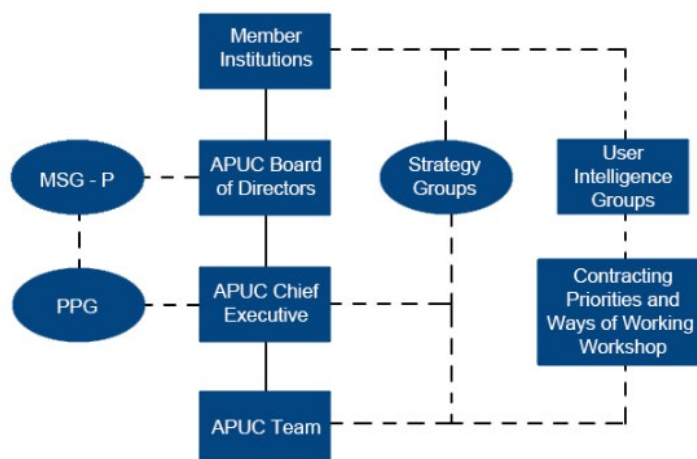 Member
Institutions
MSG - P
APUC Board
of Directors
Strategy
Groups
User
Intelligence
Groups
PPG
APUC Chief
Executive
Contracting
Priorities and
Ways of Working
Workshop
APUC Team